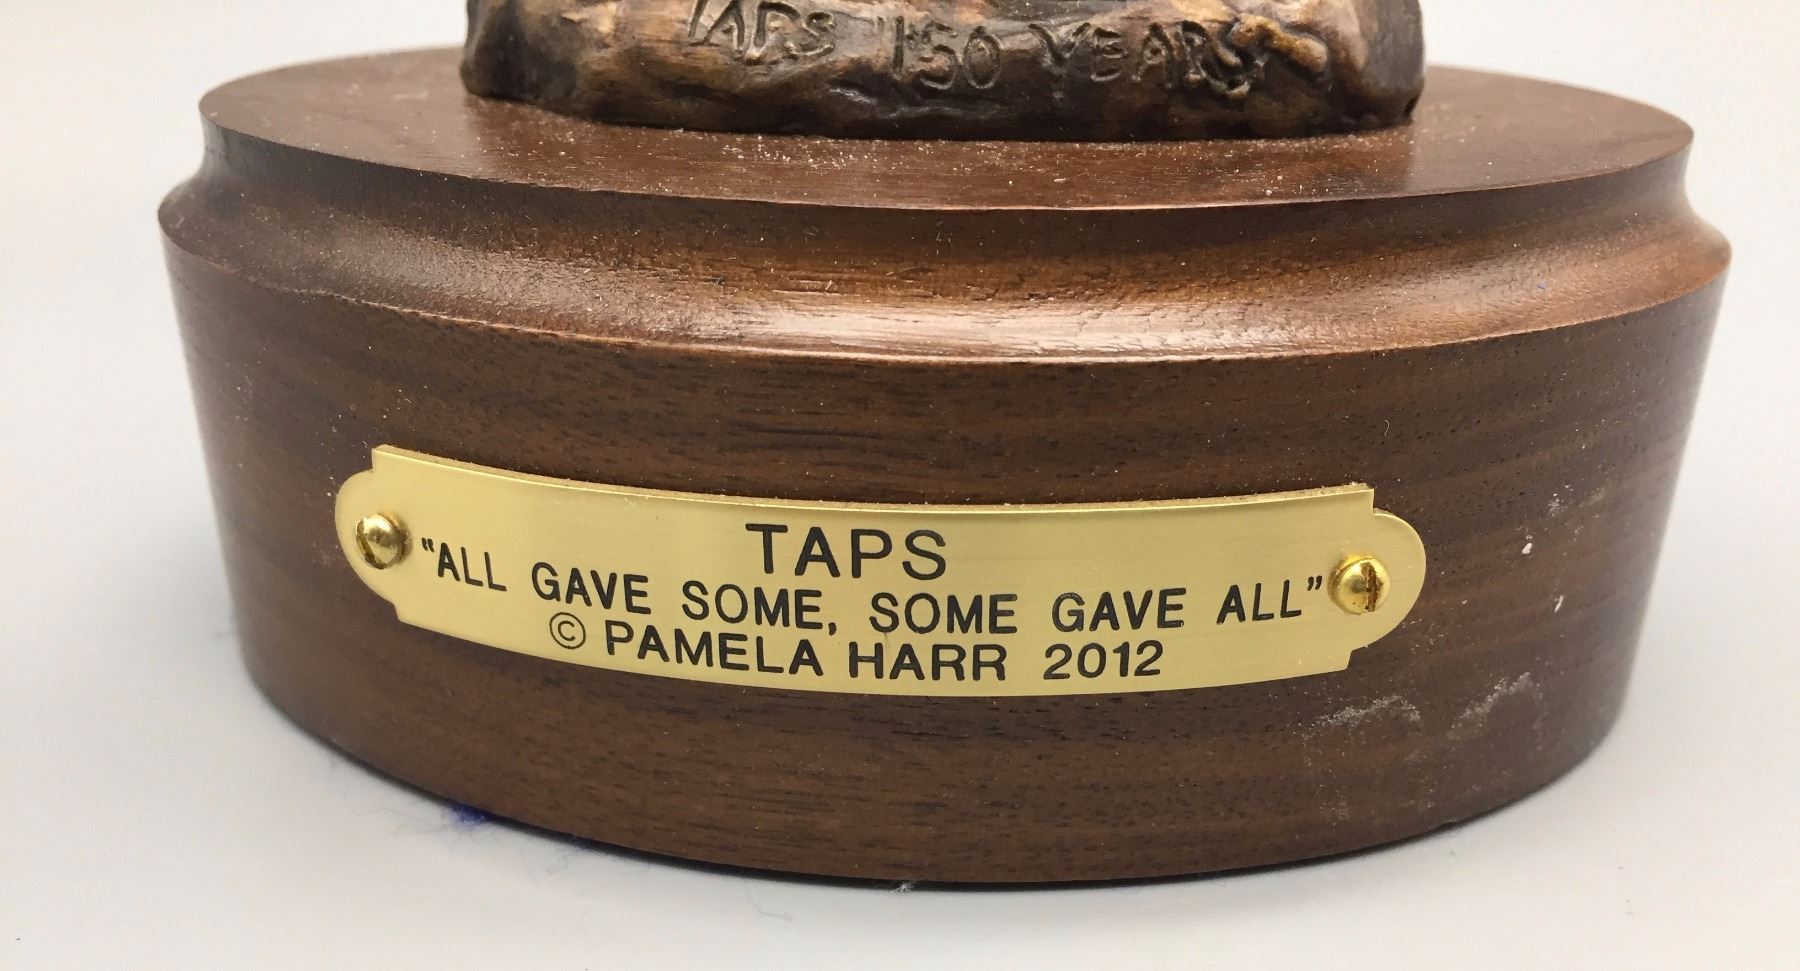 TAPS 150 YEARS
TAPS
"ALL GAVE SOME, SOME GAVE ALL"
© PAMELA HARR 2012